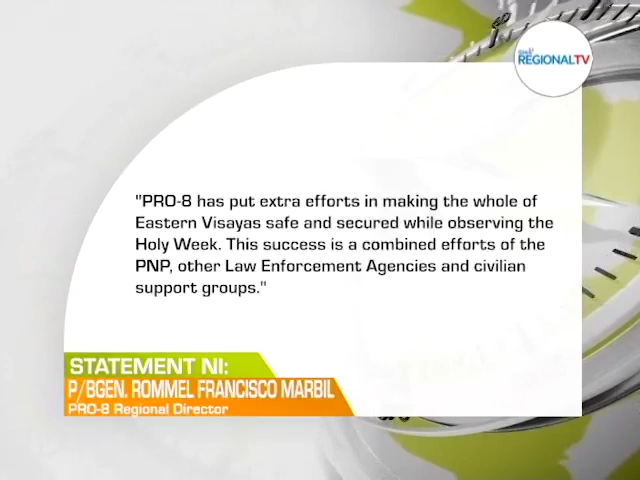 GMA REGIONALTV
"PRO-8 has put extra efforts in making the whole of
Eastern Visayas safe and secured while observing the
Holy Week. This success is a combined efforts of the
PNP, other Law Enforcement Agencies and civilian
support groups."
STATEMENT NI:
P/BGEN. ROMMEL FRANCISCO MARBIL
PRO-8 Regional Director